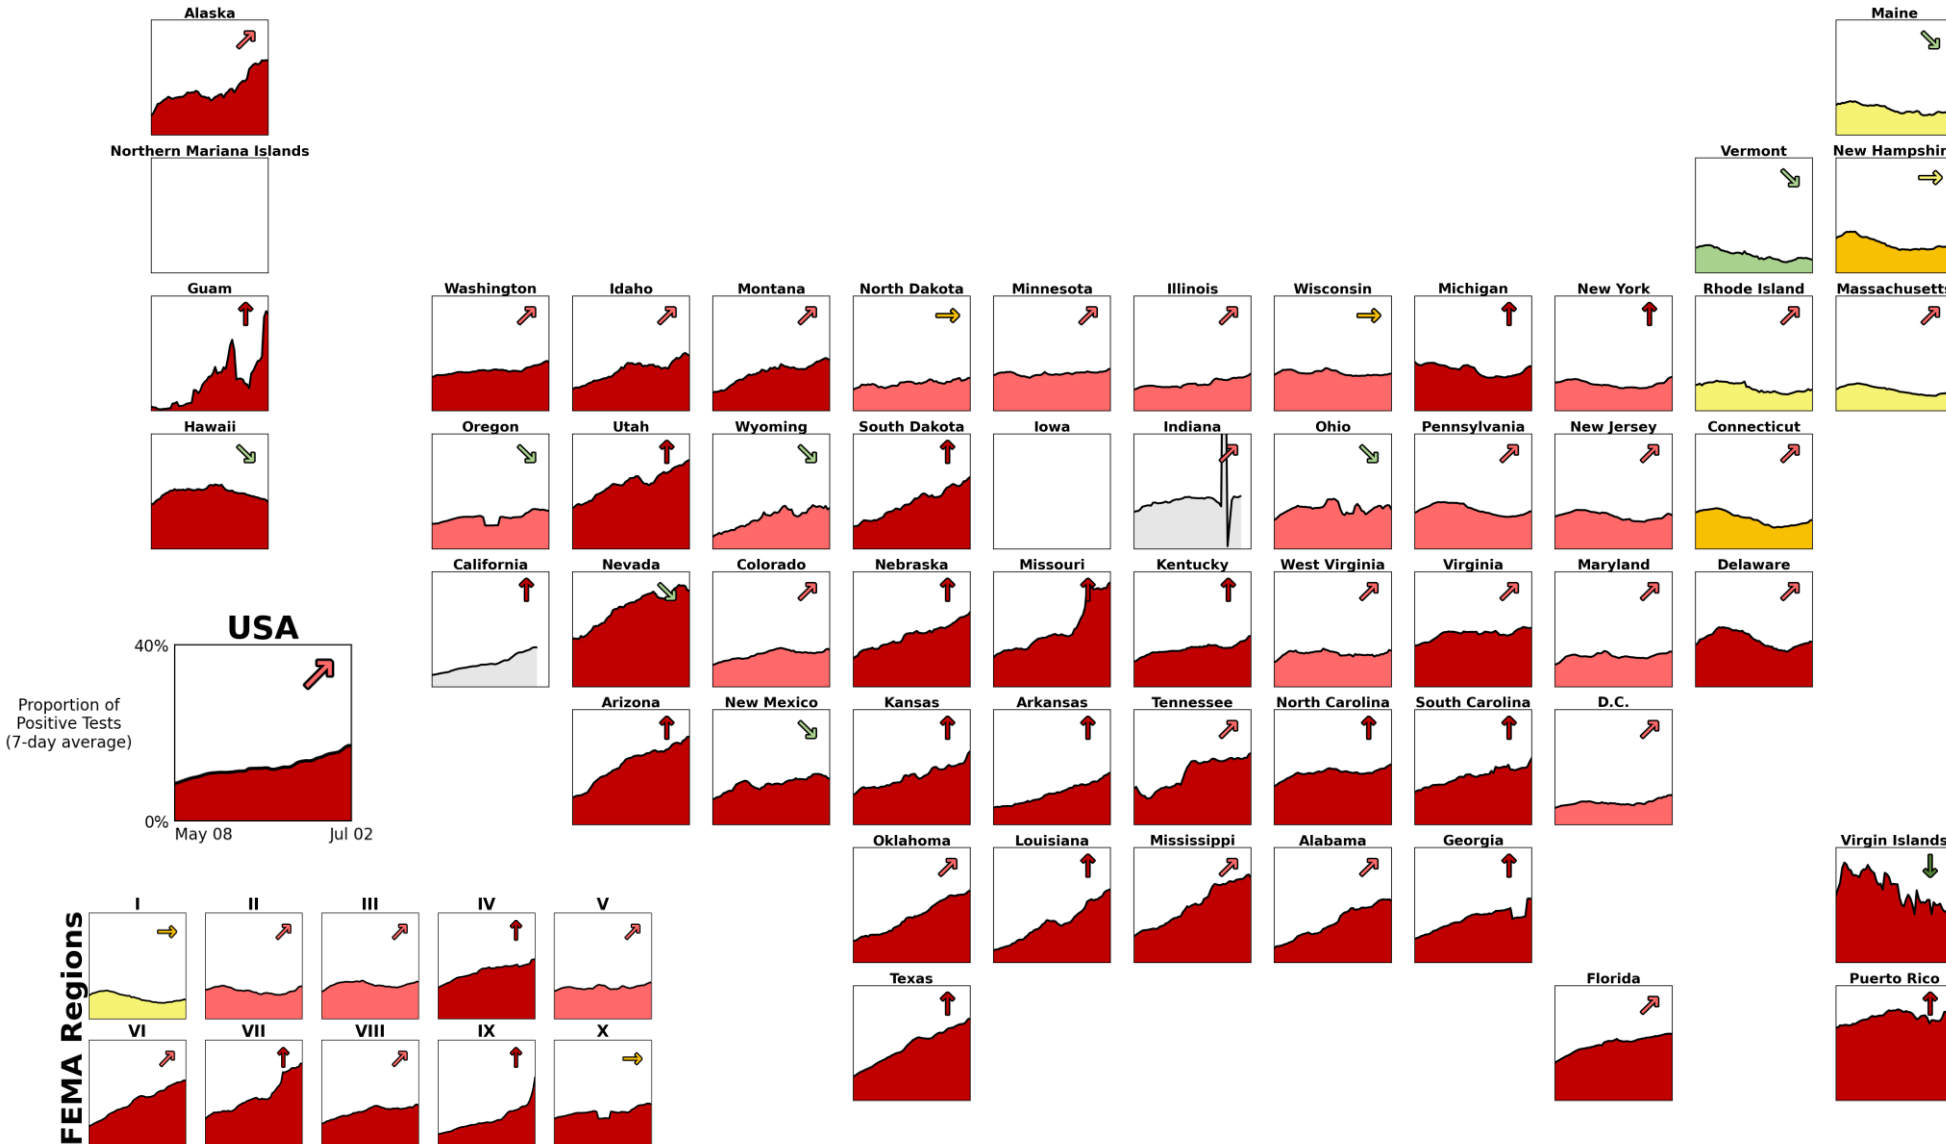 Alaska
Maine
Northern Mariana Islands
Vermont
New Hampshir
Guam
Washington
Idaho
Montana
North Dakota
Minnesota
Illinois
Wisconsin
Michigan
New York
Rhode Island
Massachusetts
Hawaii
Oregon
Utah
Wyoming
South Dakota
Iowa
Indiana
Ohio
Pennsylvania
New Jersey
Connecticut
California
Nevada
Colorado
Nebraska
Missouri
Kentucky
West Virginia
Virginia
Maryland
Delaware
USA
40%
Proportion of
Positive Tests
(7-day average)
0%
May 08
Jul 02
Arizona
New Mexico
Kansas
Arkansas
Tennessee
North Carolina
South Carolina
D.C.
Oklahoma
Louisiana
Mississippi
Alabama
Georgia
Virgin Islands
Texas
Florida
Puerto Rico
FEMA Regions
I
II
III
IV
V
VI
VII
VIII
IX
X